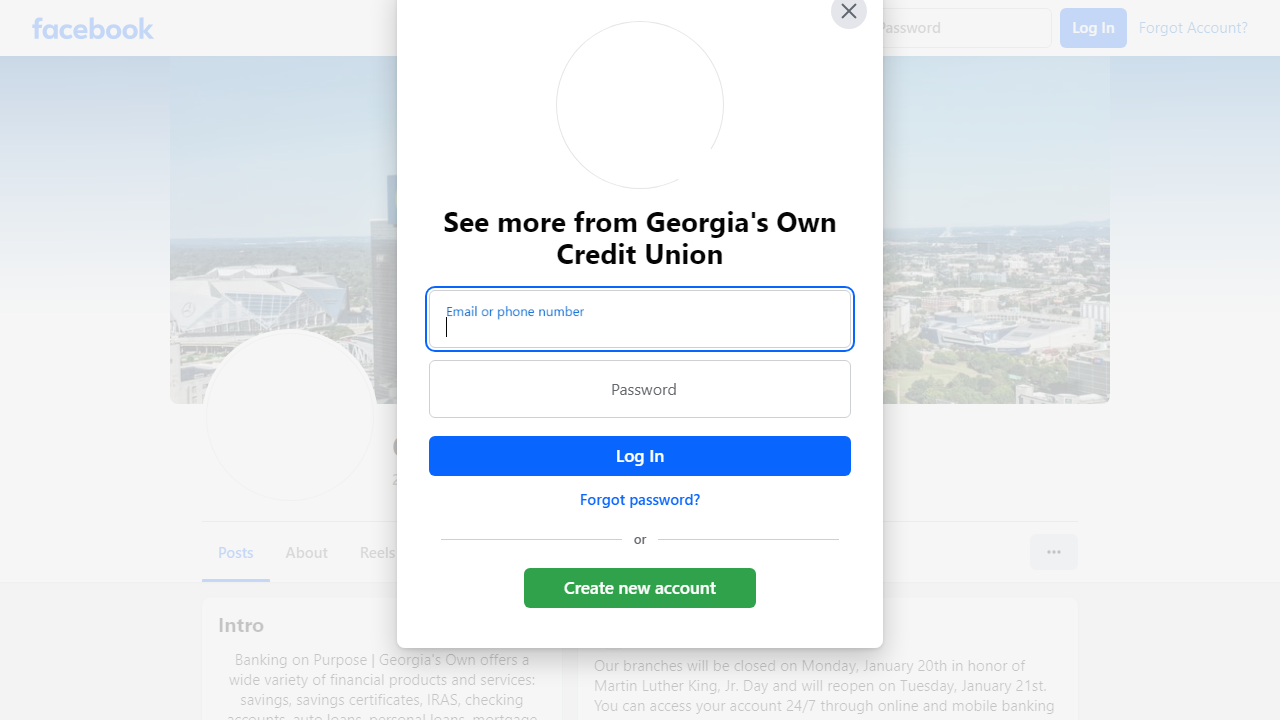 facebook
Password
Log In
Forgot Account?
See more from Georgia's Own
Credit Union
Email or phone number
Password
Log In
Forgot password?
or
Create new account
Posts
About
Reels
Intro
Banking on Purpose | Georgia's Own offers a
wide variety of financial products and services:
savings, savings certificates, IRAS, checking
accounts, auto loans, personal loans, mortgage
Our branches will be closed on Monday, January 20th in honor of
Martin Luther King, Jr. Day and will reopen on Tuesday, January 21st.
You can access your account 24/7 through online and mobile banking